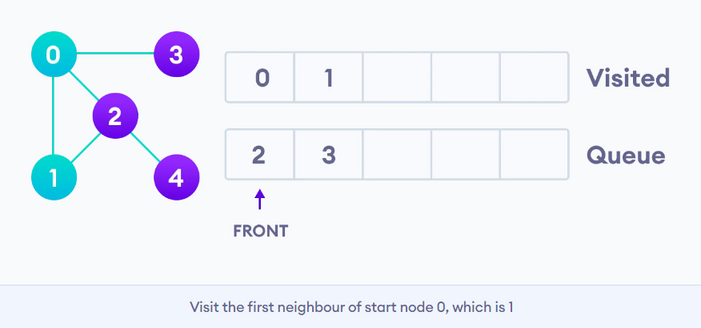 0 3
2
1 4
0 1 Visited
2 3 Queue
FRONT
Visit the first neighbour of start node 0, which is 1